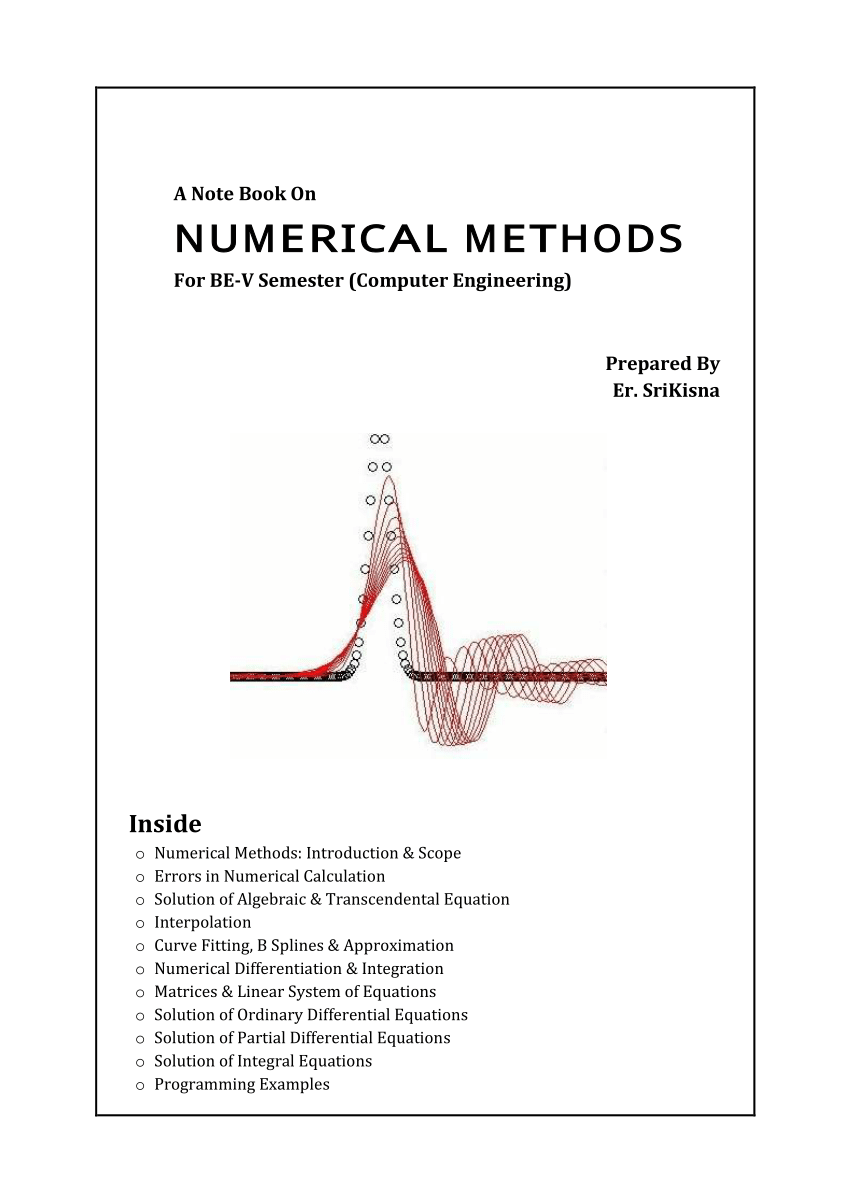 A Note Book On
NUMERICAL METHODS
For BE-V Semester (Computer Engineering)
Prepared By
Er. SriKisna
Inside
o Numerical Methods: Introduction & Scope
o Errors in Numerical Calculation
o Solution of Algebraic & Transcendental Equation
o Interpolation
o Curve Fitting, B Splines & Approximation
o Numerical Differentiation & Integration
o Matrices & Linear System of Equations
o Solution of Ordinary Differential Equations
o Solution of Partial Differential Equations
o Solution of Integral Equations
o Programming Examples